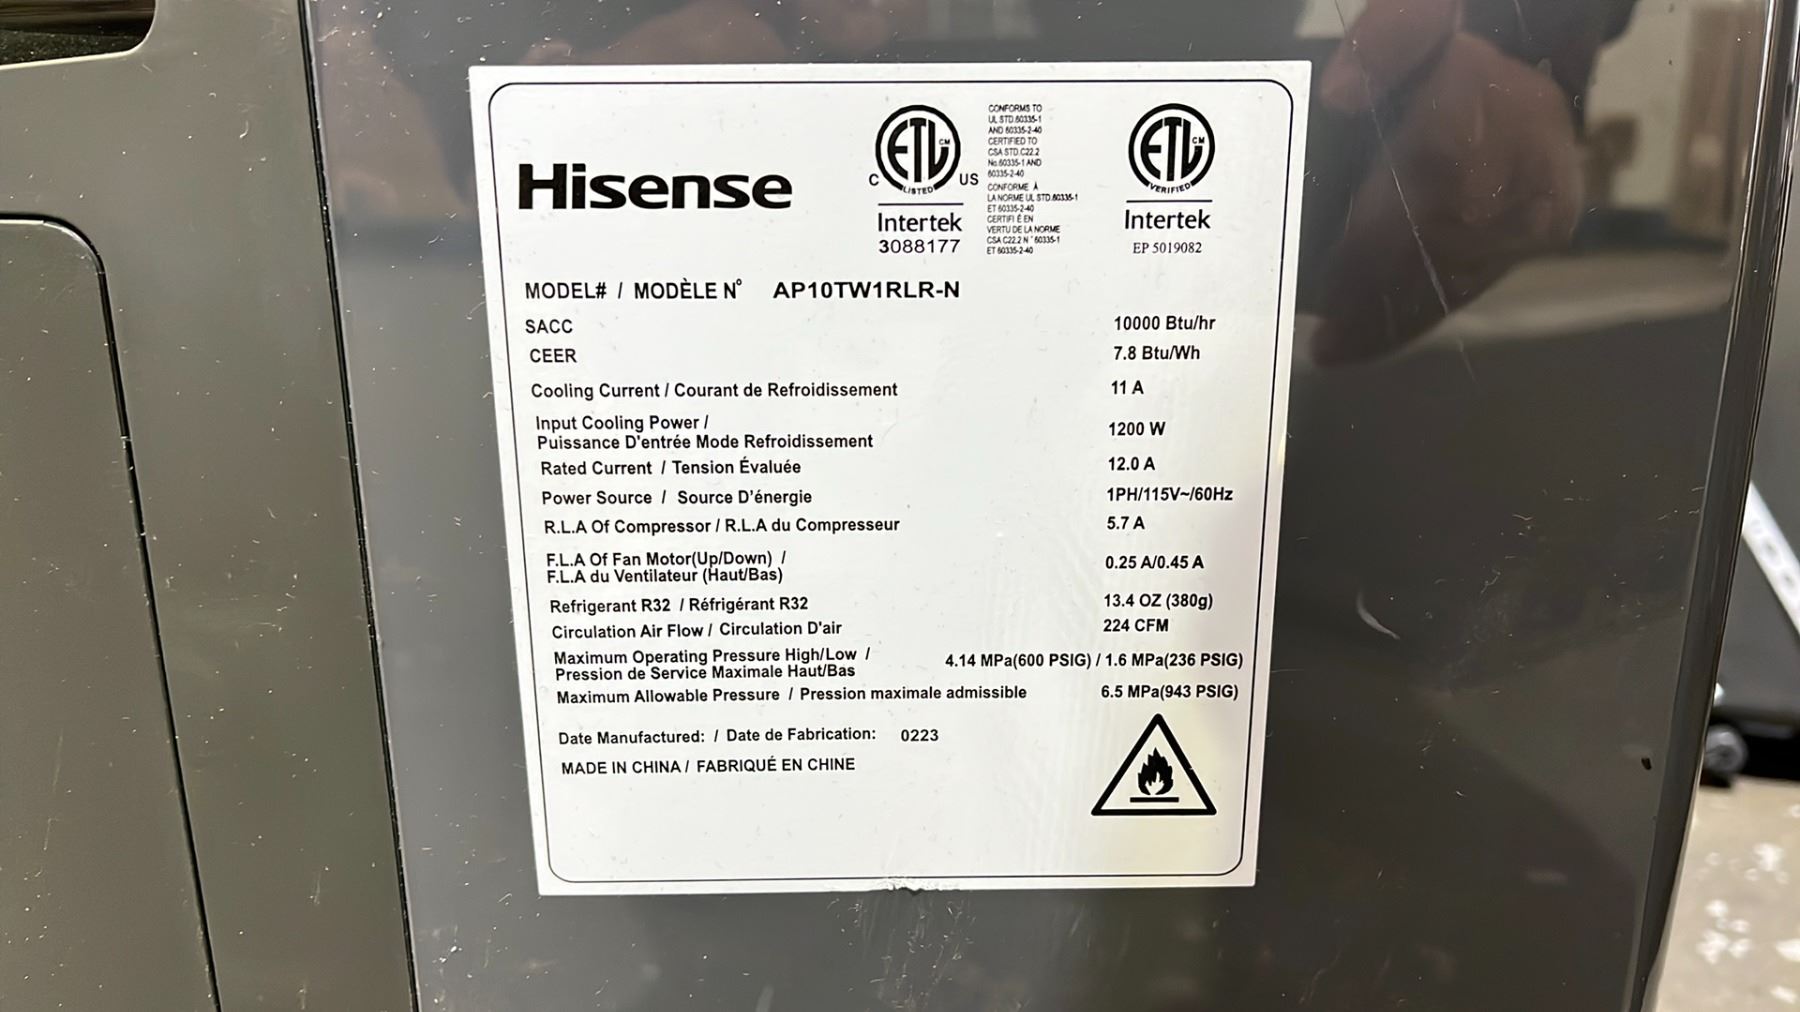 Hisense
ETL CM
LISTED
C US
Intertek
3088177
CONFORMS TO
UL STD.60335-1
AND 60335-2-40
CERTIFIED TO
CSA STD.C22.2
No.60335-1 AND
60335-2-40
CONFORME À
LA NORME UL STD.60335-1
ET 60335-2-40
CERTIFI É EN
VERTU DE LA NORME
CSA C22.2 N°60335-1
ET 60335-2-40
ETL CM
VERIFIED
Intertek
EP 5019082
MODEL# / MODÈLE N° AP10TW1RLR-N
SACC 10000 Btu/hr
CEER 7.8 Btu/Wh
Cooling Current / Courant de Refroidissement 11 A
Input Cooling Power /
Puissance D'entrée Mode Refroidissement 1200 W
Rated Current / Tension Évaluée 12.0 A
Power Source / Source D'énergie 1PH/115V~/60Hz
R.L.A Of Compressor / R.L.A du Compresseur 5.7 A
F.L.A Of Fan Motor(Up/Down) /
F.L.A du Ventilateur (Haut/Bas) 0.25 A/0.45 A
Refrigerant R32 / Réfrigérant R32 13.4 OZ (380g)
Circulation Air Flow / Circulation D'air 224 CFM
Maximum Operating Pressure High/Low /
Pression de Service Maximale Haut/Bas 4.14 MPa(600 PSIG) / 1.6 MPa(236 PSIG)
Maximum Allowable Pressure / Pression maximale admissible 6.5 MPa(943 PSIG)
Date Manufactured: / Date de Fabrication: 0223
MADE IN CHINA / FABRIQUÉ EN CHINE